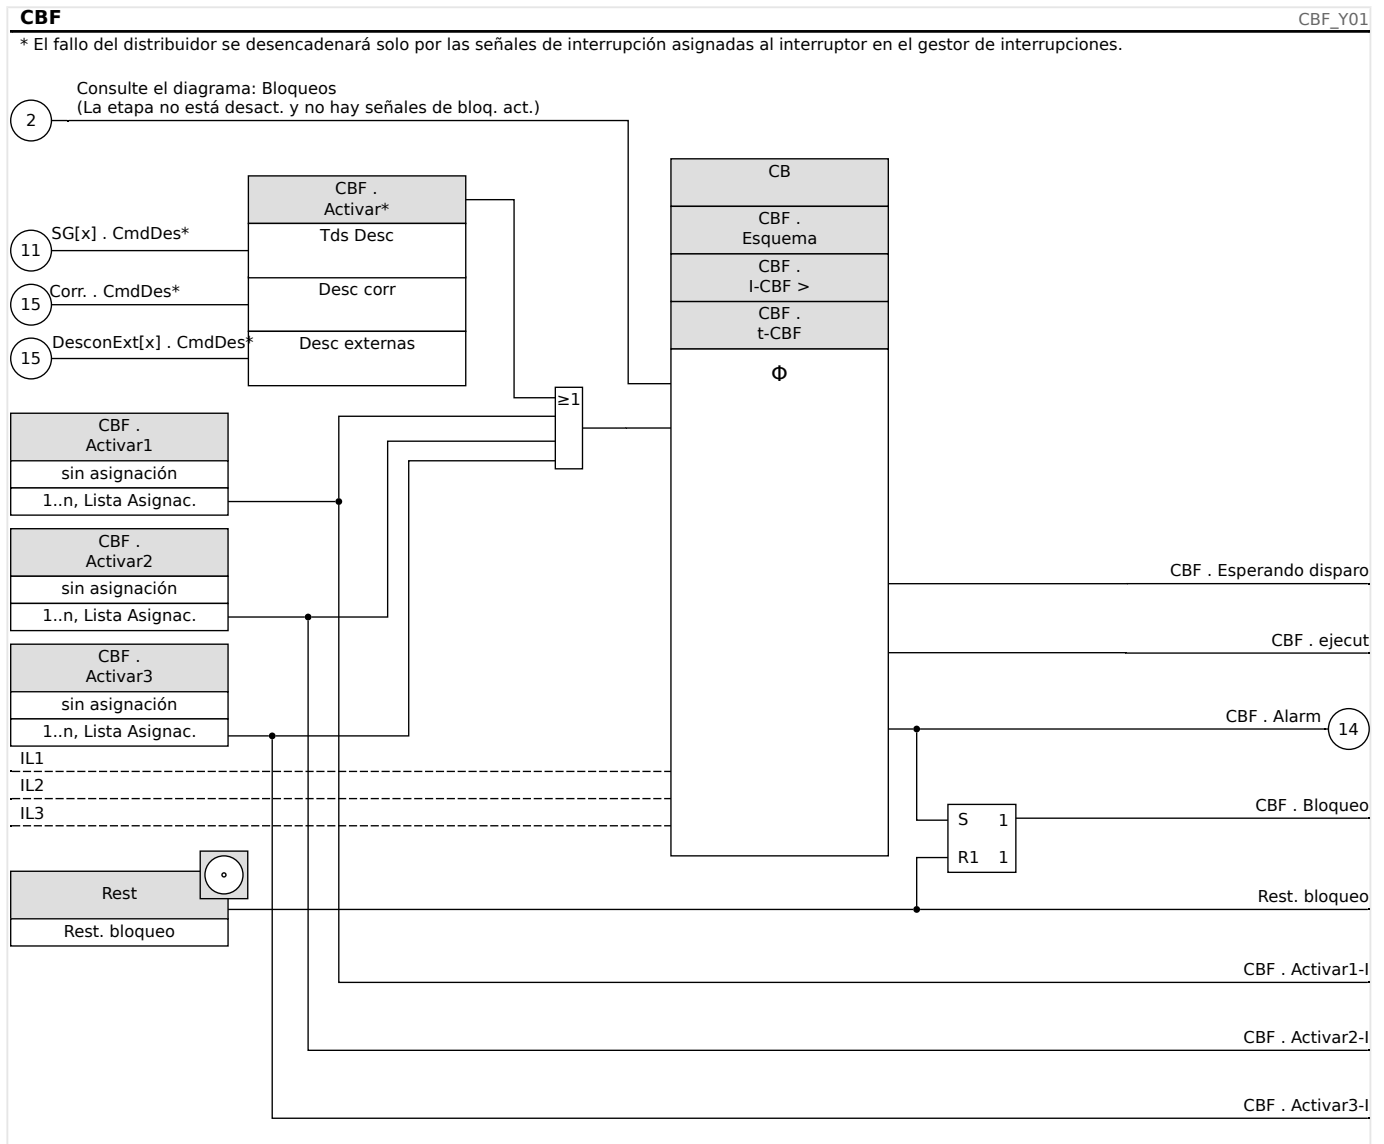 CBF
CBF_Y01
* El fallo del distribuidor se desencadenará solo por las señales de interrupción asignadas al interruptor en el gestor de interrupciones.
Consulte el diagrama: Bloqueos
(La etapa no está desact. y no hay señales de bloq. act.)
2
CB
CBF .
Esquema
CBF .
I-CBF >
CBF .
t-CBF
Φ
CBF .
Activar*
Tds Desc
Desc corr
Desc externas
SG[x] . CmdDes*
11
Corr. . CmdDes*
15
DesconExt[x] . CmdDes*
15
≥1
CBF .
Activar1
sin asignación
1..n, Lista Asignac.
CBF .
Activar2
sin asignación
1..n, Lista Asignac.
CBF .
Activar3
sin asignación
1..n, Lista Asignac.
IL1
IL2
IL3
CBF . Esperando disparo
CBF . ejecut
CBF . Alarm
14
S 1
R1 1
CBF . Bloqueo
Rest
Rest. bloqueo
Rest. bloqueo
CBF . Activar1-I
CBF . Activar2-I
CBF . Activar3-I